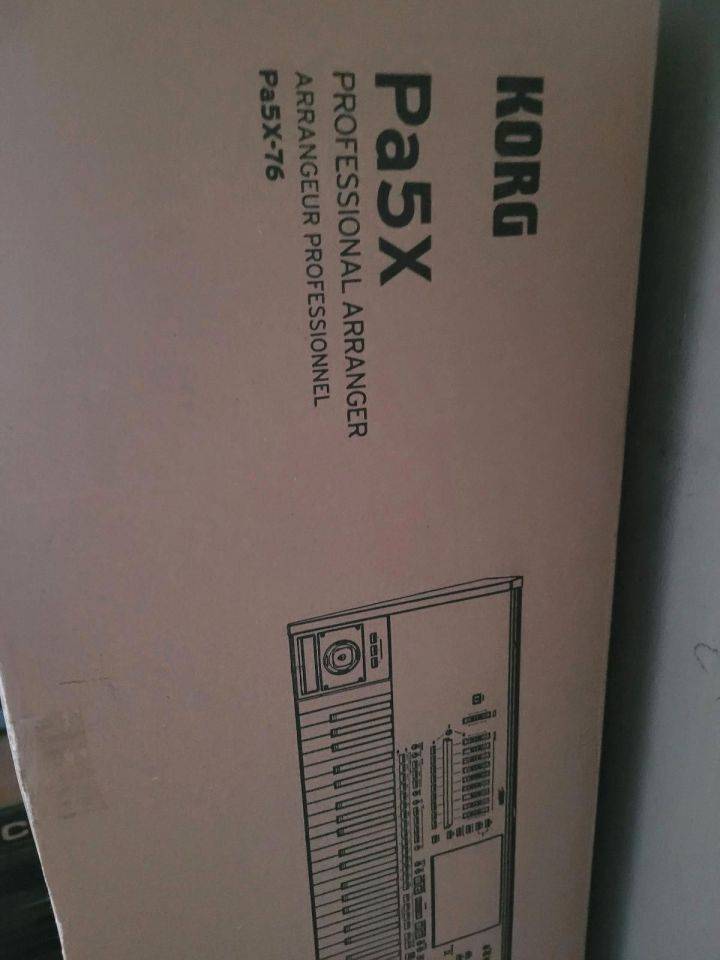 KORG
Pa5X
PROFESSIONAL ARRANGER
ARRANGEUR PROFESSIONNEL
Pa5X-76